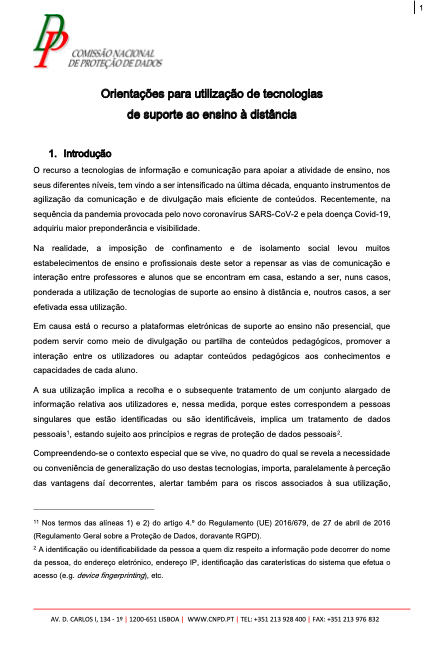 1
DP
COMISSÃO NACIONAL
DE PROTEÇÃO DE DADOS
Orientações para utilização de tecnologias
de suporte ao ensino à distância
1. Introdução
O recurso a tecnologias de informação e comunicação para apoiar a atividade de ensino, nos
seus diferentes níveis, tem vindo a ser intensificado na última década, enquanto instrumentos de
agilização da comunicação e de divulgação mais eficiente de conteúdos. Recentemente, na
sequência da pandemia provocada pelo novo coronavírus SARS-CoV-2 e pela doença Covid-19,
adquiriu maior preponderância e visibilidade.
Na realidade, a imposição de confinamento e de isolamento social levou muitos
estabelecimentos de ensino e profissionais deste setor a repensar as vias de comunicação e
interação entre professores e alunos que se encontram em casa, estando a ser, nuns casos,
ponderada a utilização de tecnologias de suporte ao ensino à distância e, noutros casos, a ser
efetivada essa utilização.
Em causa está o recurso a plataformas eletrónicas de suporte ao ensino não presencial, que
podem servir como meio de divulgação ou partilha de conteúdos pedagógicos, promover a
interação entre os utilizadores ou adaptar conteúdos pedagógicos aos conhecimentos e
capacidades de cada aluno.
A sua utilização implica a recolha e o subsequente tratamento de um conjunto alargado de
informação relativa aos utilizadores e, nessa medida, porque estes correspondem a pessoas
singulares que estão identificadas ou são identificáveis, implica um tratamento de dados
pessoais¹, estando sujeito aos princípios e regras de proteção de dados pessoais².
Compreendendo-se o contexto especial que se vive, no quadro do qual se revela a necessidade
ou conveniência de generalização do uso destas tecnologias, importa, paralelamente à perceção
das vantagens daí decorrentes, alertar também para os riscos associados à sua utilização,
¹¹ Nos termos das alíneas 1) e 2) do artigo 4.º do Regulamento (UE) 2016/679, de 27 de abril de 2016
(Regulamento Geral sobre a Proteção de Dados, doravante RGPD).
² A identificação ou identificabilidade da pessoa a quem diz respeito a informação pode decorrer do nome
da pessoa, do endereço eletrónico, endereço IP, identificação das caraterísticas do sistema que efetua o
acesso (e.g. device fingerprinting), etc.
AV. D. CARLOS I, 134 - 1º | 1200-651 LISBOA | WWW.CNPD.PT | TEL: +351 213 928 400 | FAX: +351 213 976 832